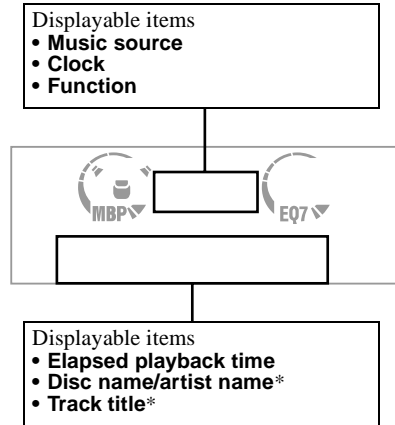 Displayable items
• Music source
• Clock
• Function
MBP
EQ7
Displayable items
• Elapsed playback time
• Disc name/artist name*
• Track title*